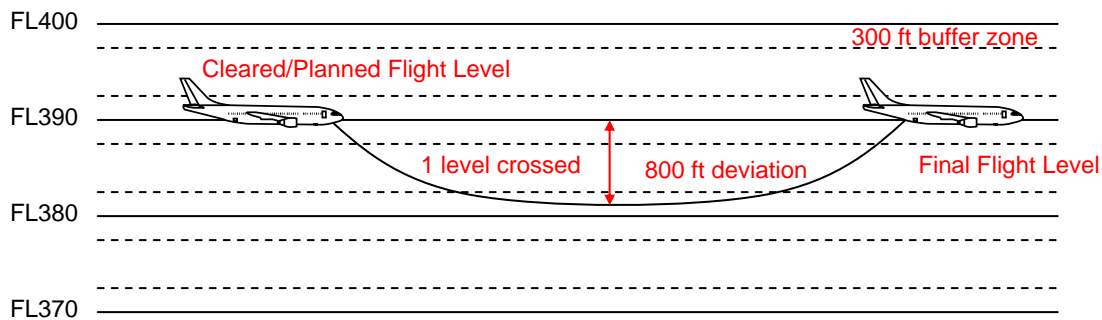 FL400
300 ft buffer zone
Cleared/Planned Flight Level
FL390
1 level crossed
800 ft deviation
Final Flight Level
FL380
FL370